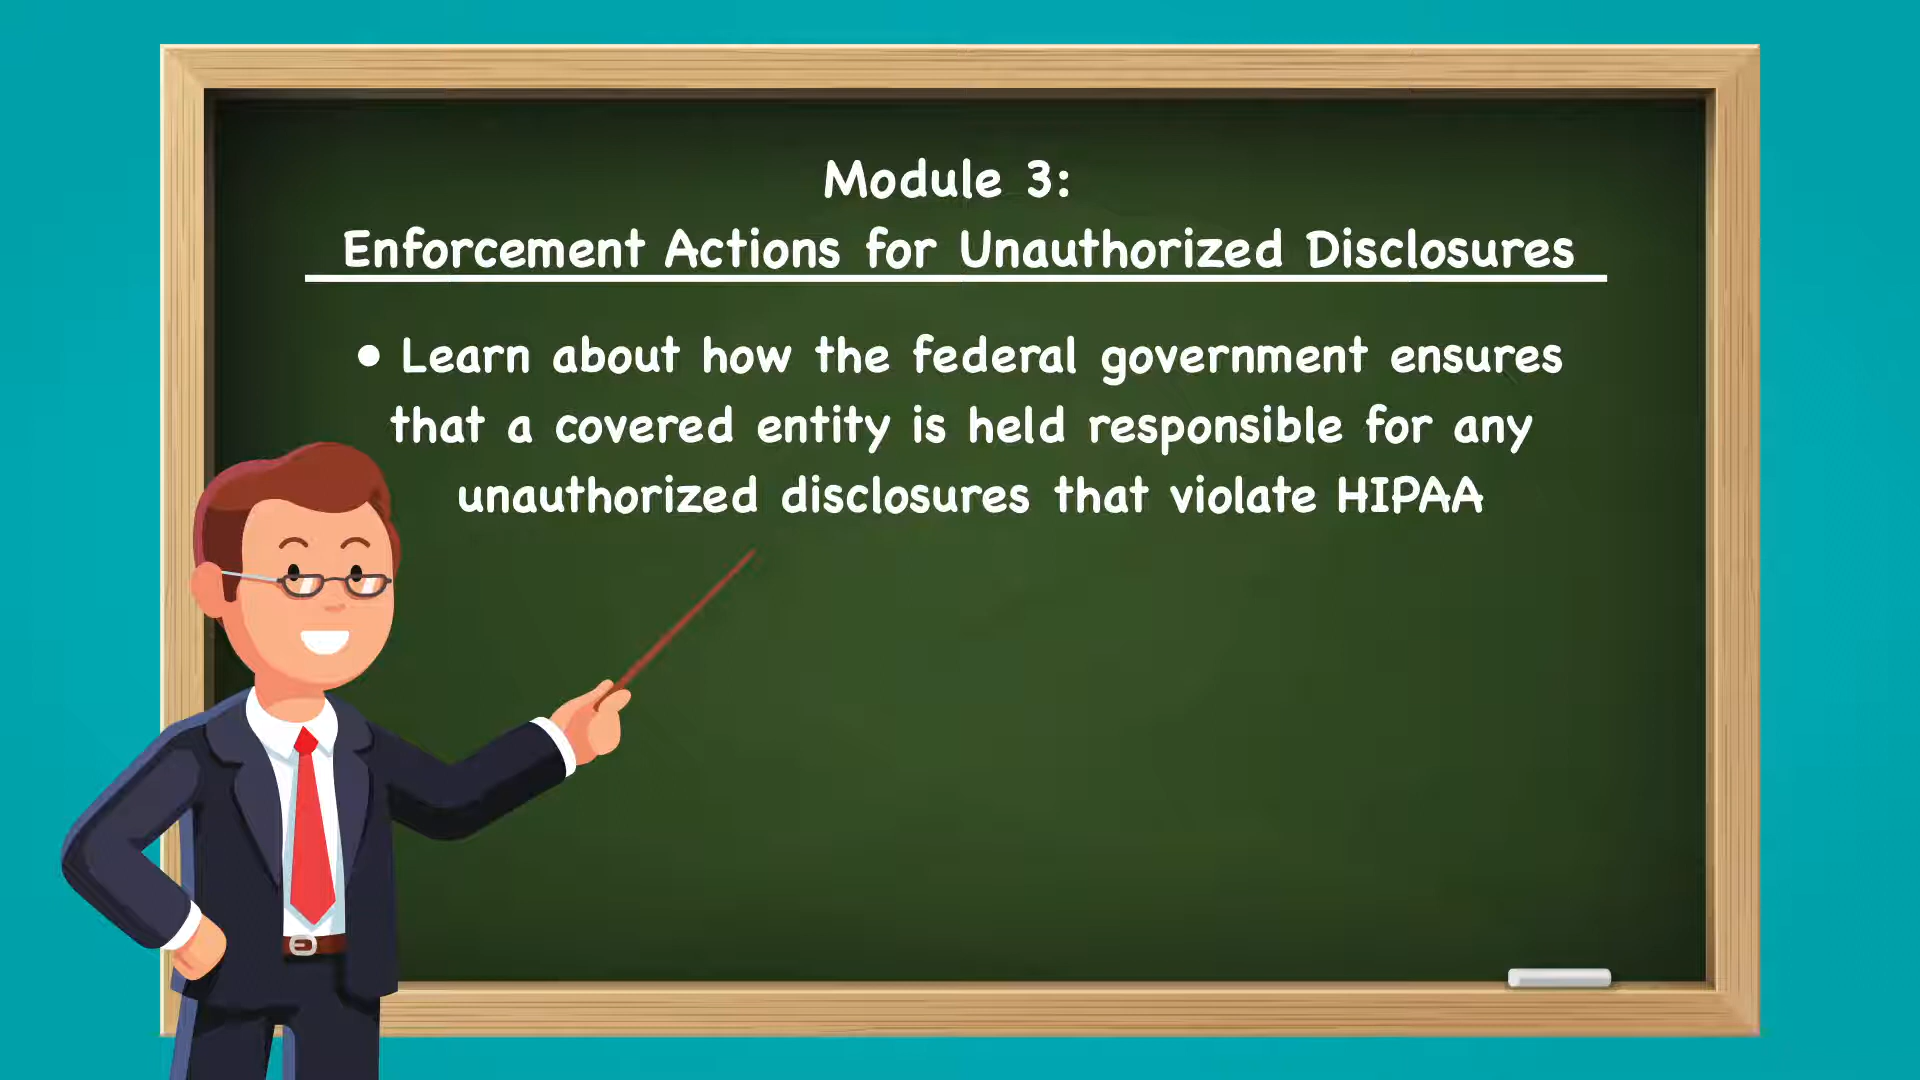 Module 3:
Enforcement Actions for Unauthorized Disclosures
• Learn about how the federal government ensures
that a covered entity is held responsible for any
unauthorized disclosures that violate HIPAA